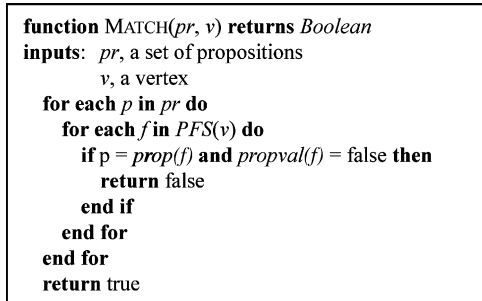 function MATCH(pr, v) returns Boolean
inputs: pr, a set of propositions
v, a vertex
for each p in pr do
for each f in PFS(v) do
if p = prop(f) and propval(f) = false then
return false
end if
end for
end for
return true